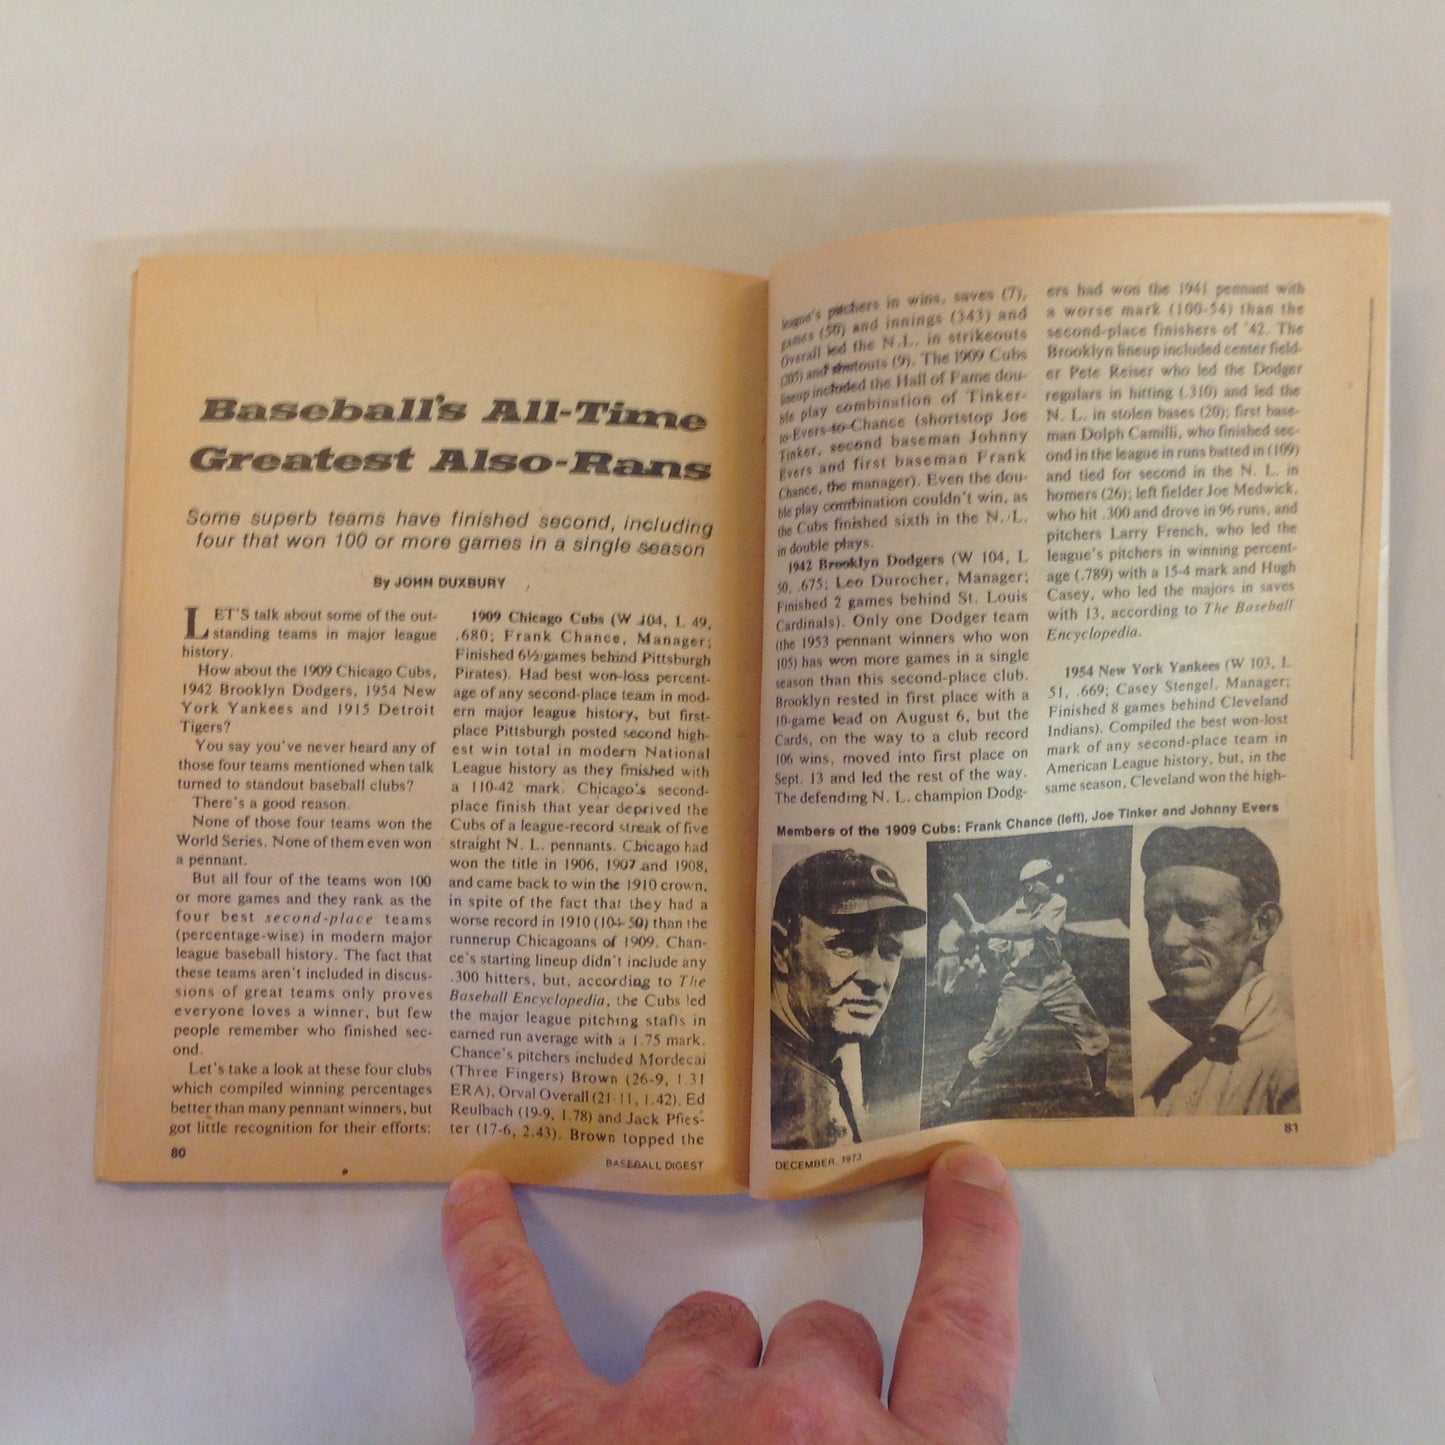 Baseball's All-Time
Greatest Also-Rans
Some superb teams have finished second, including
four that won 100 or more games in a single season
By JOHN DUXBURY
LET'S talk about some of the out-
standing teams in major league
history.
How about the 1909 Chicago Cubs,
1942 Brooklyn Dodgers, 1954 New
York Yankees and 1915 Detroit
Tigers?
You say you've never heard any of
those four teams mentioned when talk
turned to standout baseball clubs?
There's a good reason.
None of those four teams won the
World Series. None of them even won
a pennant.
But all four of the teams won 100
or more games and they rank as the
four best second-place teams
(percentage-wise) in modern major
league baseball history. The fact that
these teams aren't included in discus-
sions of great teams only proves
everyone loves a winner, but few
people remember who finished sec-
ond.
Let's take a look at these four clubs
which compiled winning percentages
better than many pennant winners, but
got little recognition for their efforts:
80
1909 Chicago Cubs (W 104, L 49,
.680; Frank Chance, Manager;
Finished 6½ games behind Pittsburgh
Pirates). Had best won-loss percent-
age of any second-place team in mod-
ern major league history, but first-
place Pittsburgh posted second high-
est win total in modern National
League history as they finished with
a 110-42 mark. Chicago's second-
place finish that year deprived the
Cubs of a league-record streak of five
straight N. L. pennants. Chicago had
won the title in 1906, 1907 and 1908,
and came back to win the 1910 crown,
in spite of the fact that they had a
worse record in 1910 (104-50) than the
runnerup Chicagoans of 1909. Chan-
ce's starting lineup didn't include any
.300 hitters, but, according to The
Baseball Encyclopedia, the Cubs led
the major league pitching staffs in
earned run average with a 1.75 mark.
Chance's pitchers included Mordecai
(Three Fingers) Brown (26-9, 1.31
ERA), Orval Overall (21-11, 1.42). Ed
Reulbach (19-9, 1.78) and Jack Pfies-
ter (17-6, 2.43). Brown topped the
BASEBALL DIGEST
league's pitchers in wins, saves (7),
games (50) and innings (343) and
Overall led the N.L. in strikeouts
(205) and shutouts (9). The 1909 Cubs
lineup included the Hall of Fame dou-
ble play combination of Tinker-
to-Evers-to-Chance (shortstop Joe
Tinker, second baseman Johnny
Evers and first baseman Frank
Chance, the manager). Even the dou-
ble play combination couldn't win, as
the Cubs finished sixth in the N. L.
in double plays.
1942 Brooklyn Dodgers (W 104, L
50, .675; Leo Durocher, Manager;
Finished 2 games behind St. Louis
Cardinals). Only one Dodger team
(the 1953 pennant winners who won
105) has won more games in a single
season than this second-place club.
Brooklyn rested in first place with a
10-game lead on August 6, but the
Cards, on the way to a club record
106 wins, moved into first place on
Sept. 13 and led the rest of the way.
The defending N. L. champion Dodg-
ers had won the 1941 pennant with
a worse mark (100-54) than the
second-place finishers of '42. The
Brooklyn lineup included center field-
er Pete Reiser who led the Dodger
regulars in hitting (.310) and led the
N. L. in stolen bases (20); first base-
man Dolph Camilli, who finished sec-
ond in the league in runs batted in (109)
and tied for second in the N. L. in
homers (26); left fielder Joe Medwick,
who hit .300 and drove in 96 runs, and
pitchers Larry French, who led the
league's pitchers in winning percent-
age (.789) with a 15-4 mark and Hugh
Casey, who led the majors in saves
with 13, according to The Baseball
Encyclopedia.
1954 New York Yankees (W 103, L
51, .669; Casey Stengel, Manager;
Finished 8 games behind Cleveland
Indians). Compiled the best won-lost
mark of any second-place team in
American League history, but, in the
same season, Cleveland won the high-
Members of the 1909 Cubs: Frank Chance (left), Joe Tinker and Johnny Evers
C
DECEMBER, 1973
81